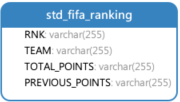 std_fifa_ranking
RNK: varchar(255)
TEAM: varchar(255)
TOTAL_POINTS: varchar(255)
PREVIOUS_POINTS: varchar(255)